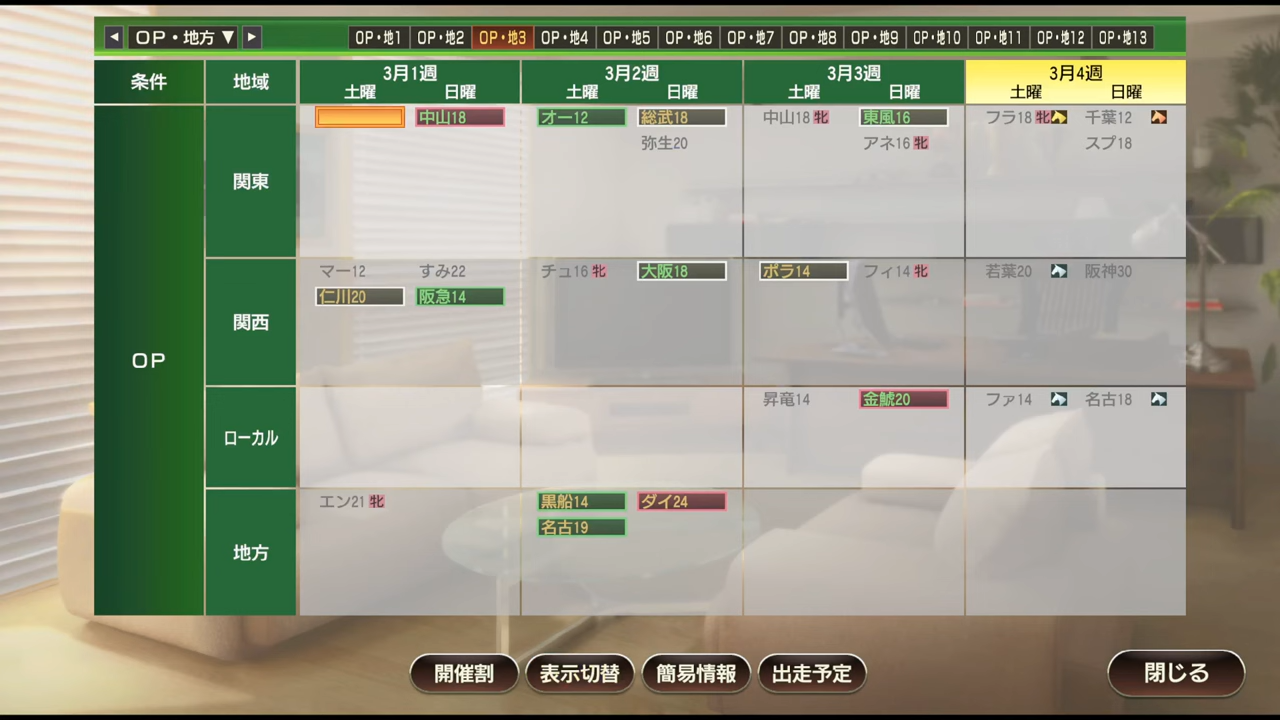 ◀ OP・地方▼ ▶ OP・地1 OP・地2 OP・地3 OP・地4 OP・地5 OP・地6 OP・地7 OP・地8 OP・地9 OP・地10 OP・地11 OP・地12 OP・地13
条件 地域 3月1週 3月2週 3月3週 3月4週
土曜 日曜 土曜 日曜 土曜 日曜 土曜 日曜
中山18 オー12 総武18 中山18 牝 東風16 フラ18 牝 千葉12
弥生20 アネ16 牝 スプ18
関東
マー12 すみ22 チュ16 牝 大阪18 ポラ14 フィ14 牝 若葉20 阪神30
仁川20 阪急14
関西
OP
昇竜14 金鯱20 ファ14 名古18
ローカル
エン21 牝 黒船14 ダイ24
名古19
地方
開催割 表示切替 簡易情報 出走予定 閉じる